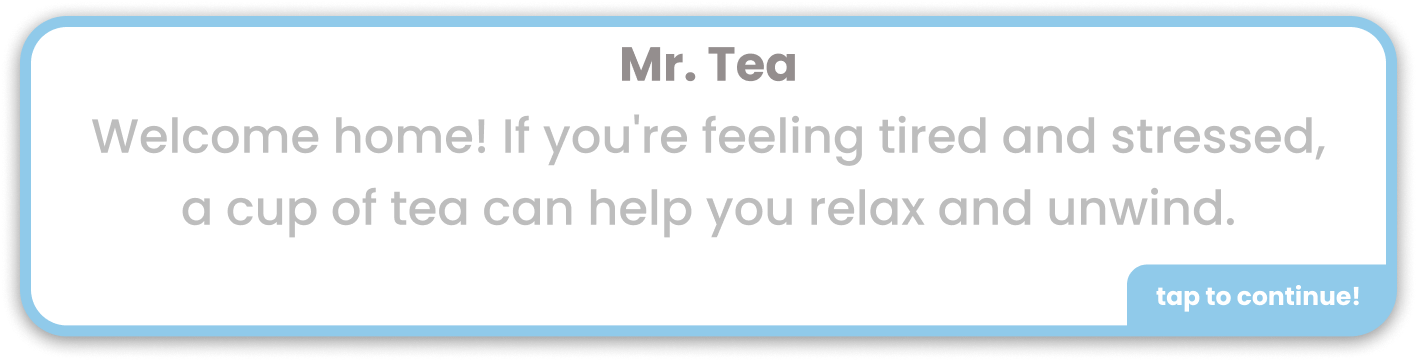 Mr. Tea
Welcome home! If you're feeling tired and stressed,
a cup of tea can help you relax and unwind.
tap to continue!